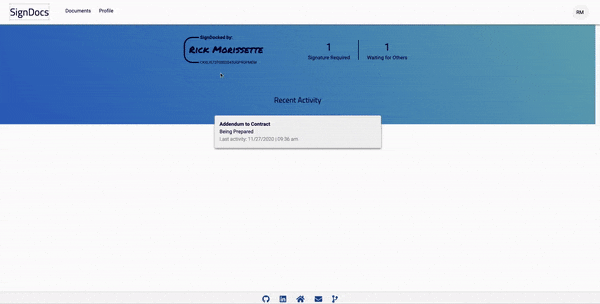 SignDocs
Documents
Profile
RM
SignDocked by:
Rick Morissette
1
Signature Required
1
Waiting for Others
Recent Activity
Addendum to Contract
Being Prepared
Last activity: 11/27/2020 | 09:36 am